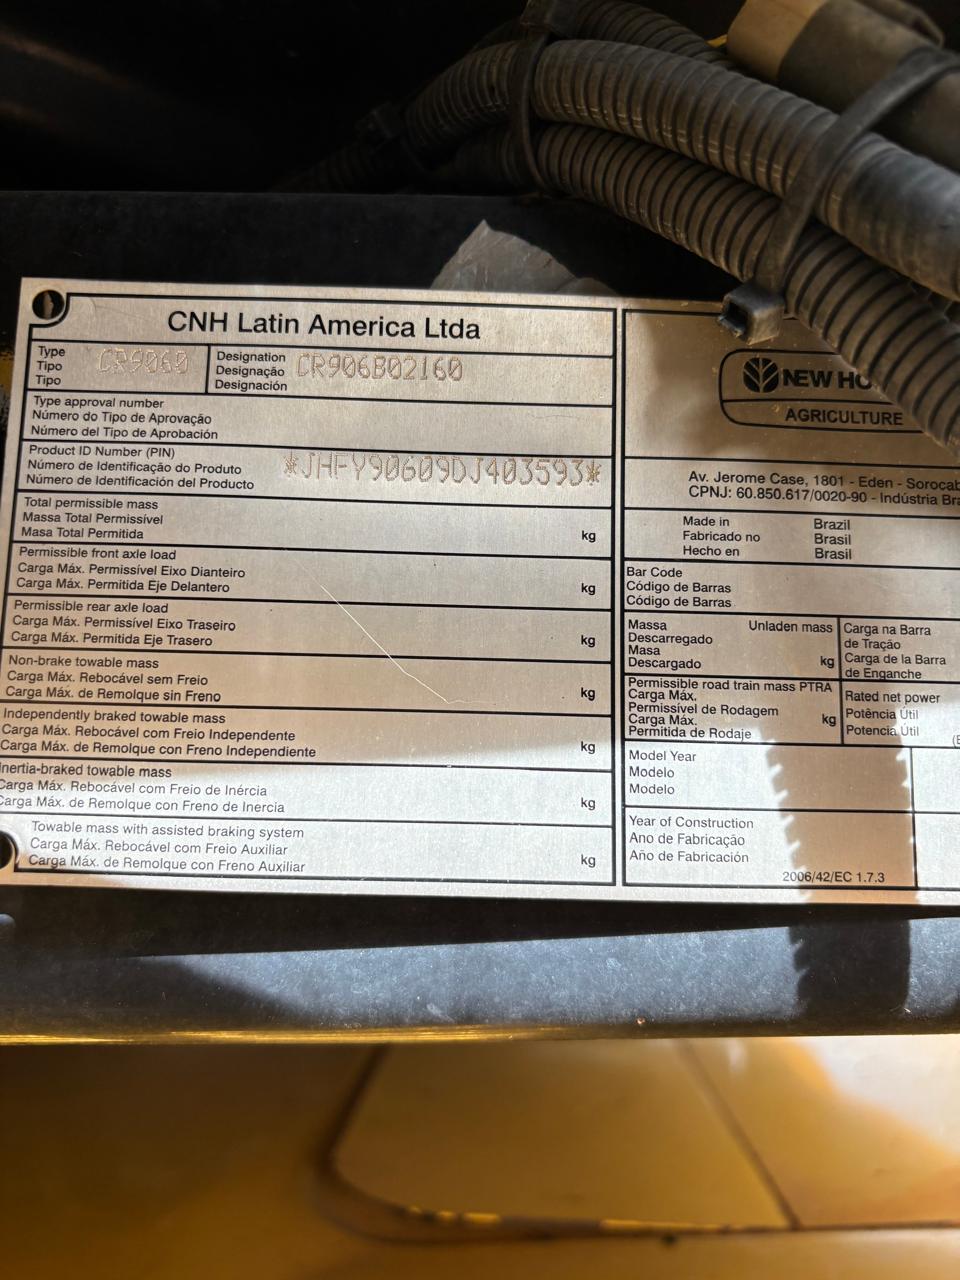 CNH Latin America Ltda
Type
Tipo
Tipo
CR9060
Designation
Designação
Designación
CR906B02160
Type approval number
Número do Tipo de Aprovação
Número del Tipo de Aprobación
Product ID Number (PIN)
Número de Identificação do Produto
Número de Identificación del Producto
*JHFY90609DJ403593*
Total permissible mass
Massa Total Permissível
Masa Total Permitida
kg
Permissible front axle load
Carga Máx. Permissível Eixo Dianteiro
Carga Máx. Permitida Eje Delantero
kg
Permissible rear axle load
Carga Máx. Permissível Eixo Traseiro
Carga Máx. Permitida Eje Trasero
kg
Non-brake towable mass
Carga Máx. Rebocável sem Freio
Carga Máx. de Remolque sin Freno
kg
Independently braked towable mass
Carga Máx. Rebocável com Freio Independente
Carga Máx. de Remolque con Freno Independiente
kg
Inertia-braked towable mass
Carga Máx. Rebocável com Freio de Inércia
Carga Máx. de Remolque con Freno de Inercia
kg
Towable mass with assisted braking system
Carga Máx. Rebocável com Freio Auxiliar
Carga Máx. de Remolque con Freno Auxiliar
kg
NEW HO
AGRICULTURE
Av. Jerome Case, 1801 - Eden - Sorocab
CPNJ: 60.850.617/0020-90 - Indústria Bra
Made in Brazil
Fabricado no Brasil
Hecho en Brasil
Bar Code
Código de Barras
Código de Barras
Massa Unladen mass
Descarregado
Masa
Descargado kg
Carga na Barra
de Tração
Carga de la Barra
de Enganche
Permissible road train mass PTRA
Carga Máx.
Permissível de Rodagem
Carga Máx. kg
Permitida de Rodaje
Rated net power
Potência Útil
Potencia Útil
Model Year
Modelo
Modelo
Year of Construction
Ano de Fabricação
Año de Fabricación
2006/42/EC 1.7.3